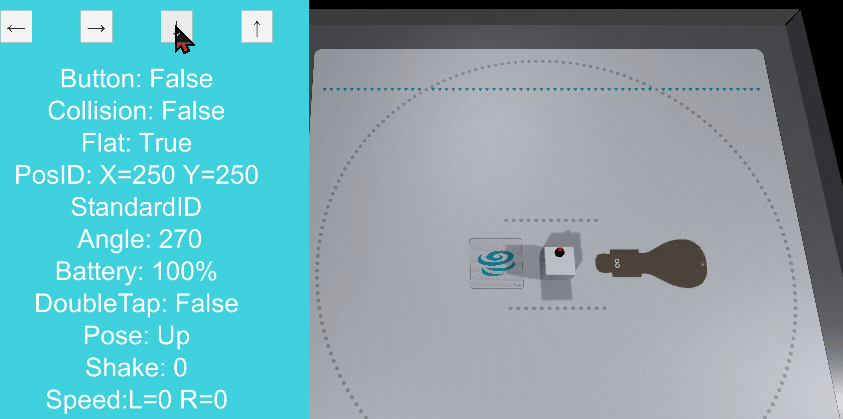 ← → ↓ ↑
Button: False
Collision: False
Flat: True
PosID: X=250 Y=250
StandardID
Angle: 270
Battery: 100%
DoubleTap: False
Pose: Up
Shake: 0
Speed:L=0 R=0